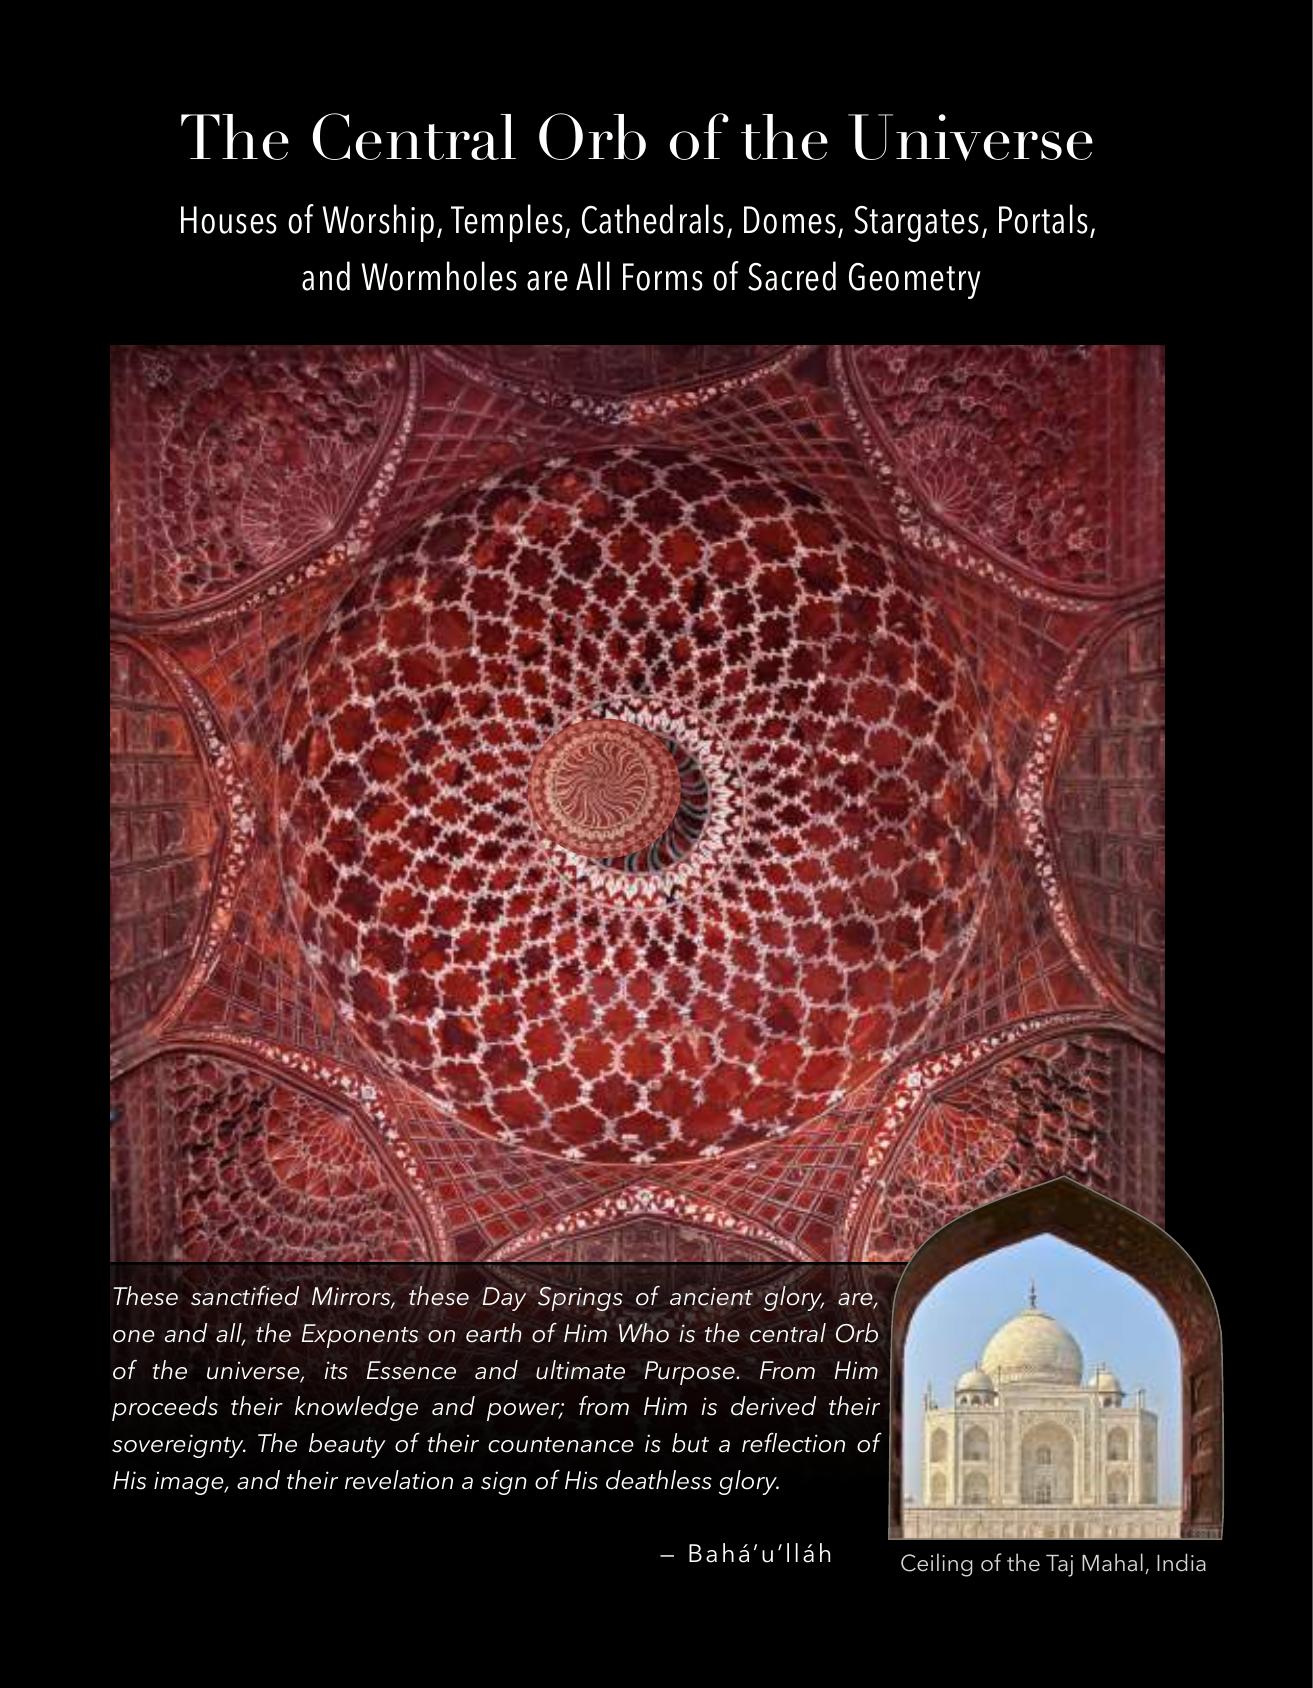 The Central Orb of the Universe
Houses of Worship, Temples, Cathedrals, Domes, Stargates, Portals,
and Wormholes are All Forms of Sacred Geometry
These sanctified Mirrors, these Day Springs of ancient glory, are,
one and all, the Exponents on earth of Him Who is the central Orb
of the universe, its Essence and ultimate Purpose. From Him
proceeds their knowledge and power; from Him is derived their
sovereignty. The beauty of their countenance is but a reflection of
His image, and their revelation a sign of His deathless glory.
– Bahá’u’lláh
Ceiling of the Taj Mahal, India